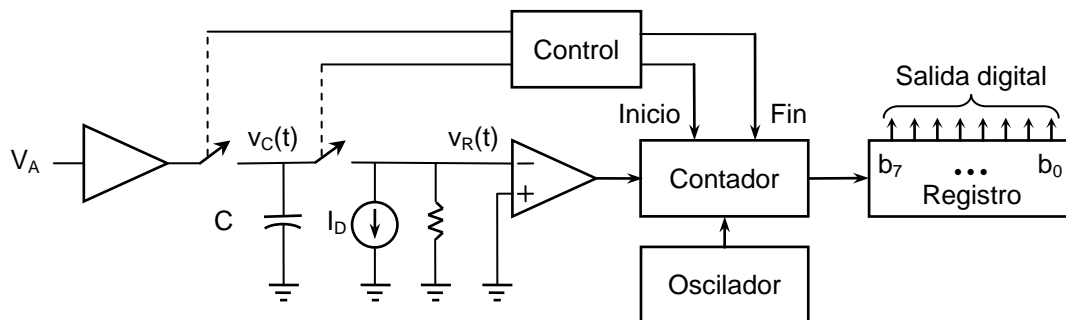 Control
Salida digital
Inicio
Fin
V_A
v_C(t)
v_R(t)
−
+
C
I_D
Contador
b_7
...
b_0
Registro
Oscilador